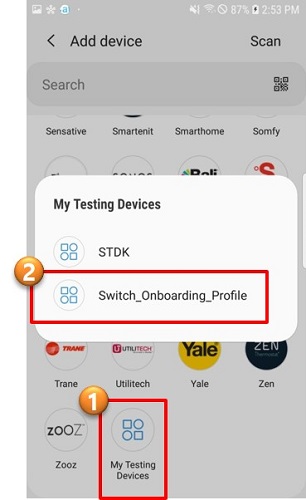 87% 2:53 PM
Add device Scan
Search
Sensative Smartenit Smarthome Somfy
Bali S
My Testing Devices
STDK
2
Switch_Onboarding_Profile
TRANE UTILITECH Yale ZEN
Trane Utilitech Yale Zen
1
ZOOZ
Zooz My Testing
Devices